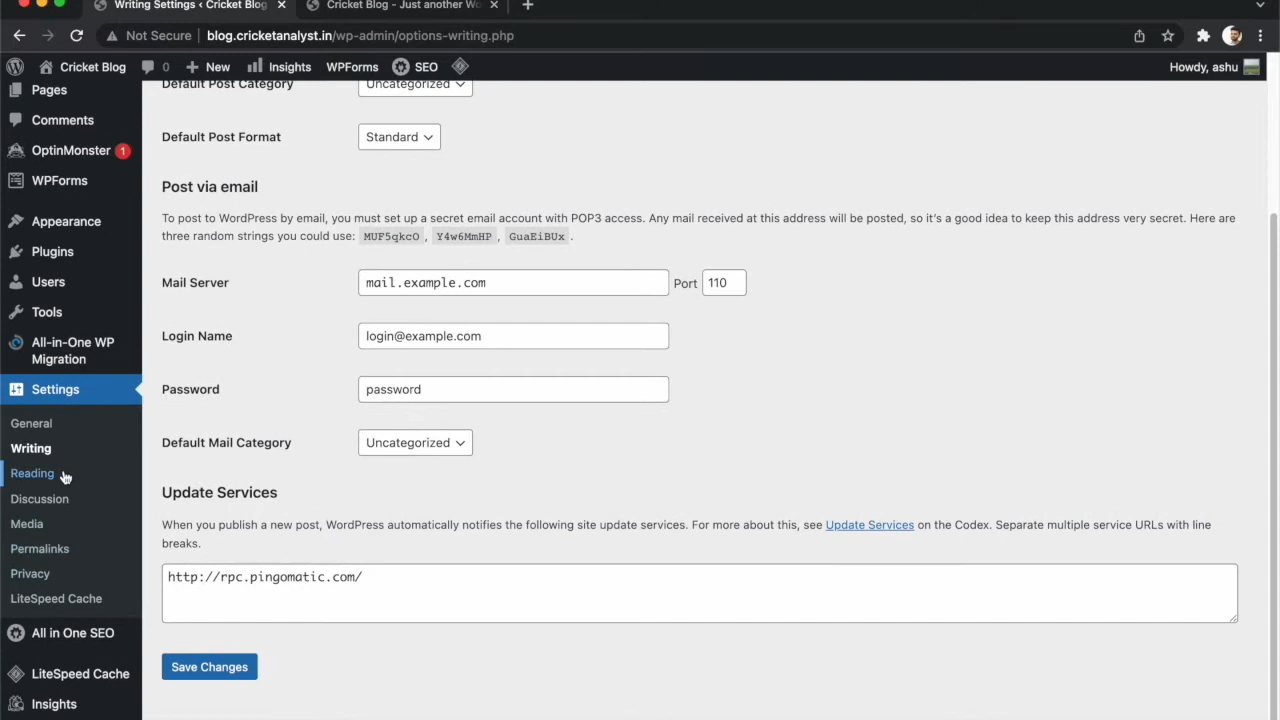 Writing Settings < Cricket Blog
Cricket Blog - Just another Wo
Not Secure
blog.cricketanalyst.in/wp-admin/options-writing.php
Cricket Blog
0
New
Insights
WPForms
SEO
Howdy, ashu
Pages
Comments
OptinMonster 1
WPForms
Appearance
Plugins
Users
Tools
All-in-One WP
Migration
Settings
General
Writing
Reading
Discussion
Media
Permalinks
Privacy
LiteSpeed Cache
All in One SEO
LiteSpeed Cache
Insights
Default Post Category
Uncategorized
Default Post Format
Standard
Post via email
To post to WordPress by email, you must set up a secret email account with POP3 access. Any mail received at this address will be posted, so it's a good idea to keep this address very secret. Here are
three random strings you could use: MUF5qkcO , Y4w6MmHP , GuaEiBUx .
Mail Server
mail.example.com
Port
110
Login Name
login@example.com
Password
password
Default Mail Category
Uncategorized
Update Services
When you publish a new post, WordPress automatically notifies the following site update services. For more about this, see Update Services on the Codex. Separate multiple service URLs with line
breaks.
http://rpc.pingomatic.com/
Save Changes